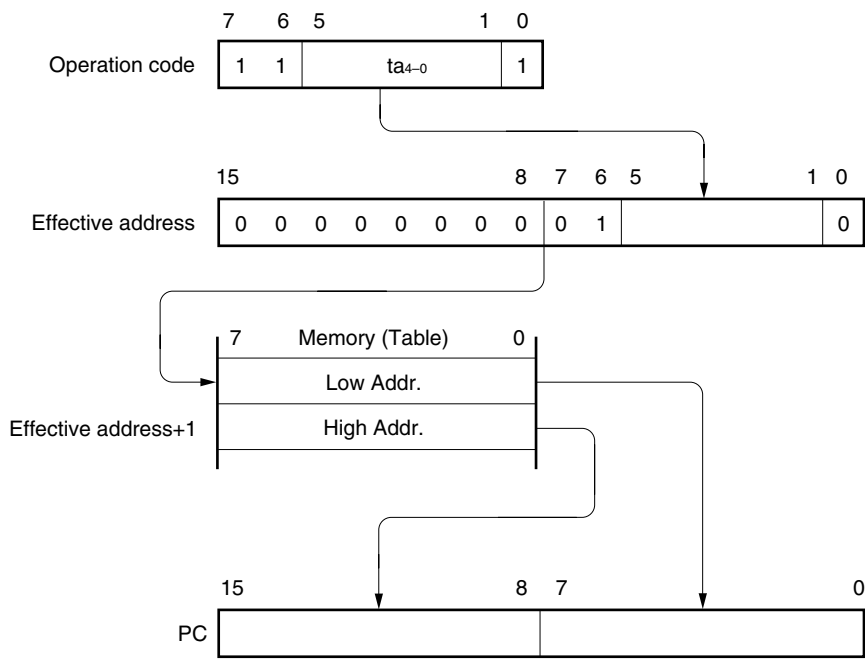 7 6 5 1 0
Operation code 1 1 ta4–0 1
15 8 7 6 5 1 0
Effective address 0 0 0 0 0 0 0 0 0 1 0
7 Memory (Table) 0
Low Addr.
Effective address+1 High Addr.
15 8 7 0
PC